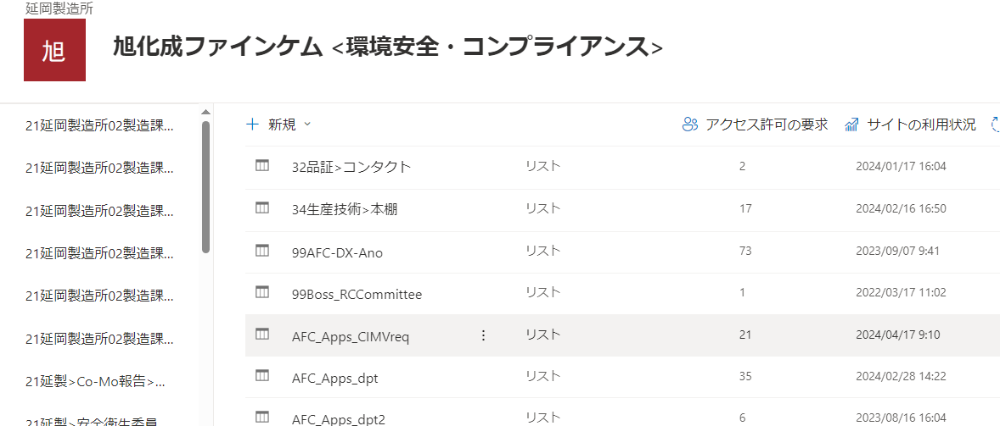 延岡製造所
旭
旭化成ファインケム <環境安全・コンプライアンス>
21延岡製造所02製造課...
21延岡製造所02製造課...
21延岡製造所02製造課...
21延岡製造所02製造課...
21延岡製造所02製造課...
21延岡製造所02製造課...
21延製>Co-Mo報告>...
21延製>安全衛生委員
新規 アクセス許可の要求 サイトの利用状況
32品証>コンタクト リスト 2 2024/01/17 16:04
34生産技術>本棚 リスト 17 2024/02/16 16:50
99AFC-DX-Ano リスト 73 2023/09/07 9:41
99Boss_RCCommittee リスト 1 2022/03/17 11:02
AFC_Apps_CIMVreq リスト 21 2024/04/17 9:10
AFC_Apps_dpt リスト 35 2024/02/28 14:22
AFC_Apps_dpt2 リスト 6 2023/08/16 16:04